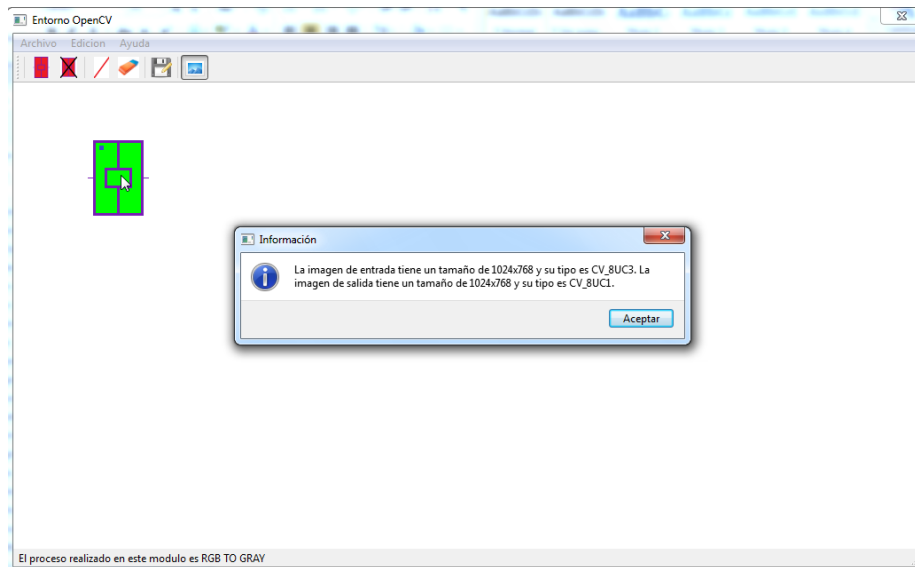 Entorno OpenCV
Archivo Edicion Ayuda
Información
La imagen de entrada tiene un tamaño de 1024x768 y su tipo es CV_8UC3. La
imagen de salida tiene un tamaño de 1024x768 y su tipo es CV_8UC1.
Aceptar
El proceso realizado en este modulo es RGB TO GRAY